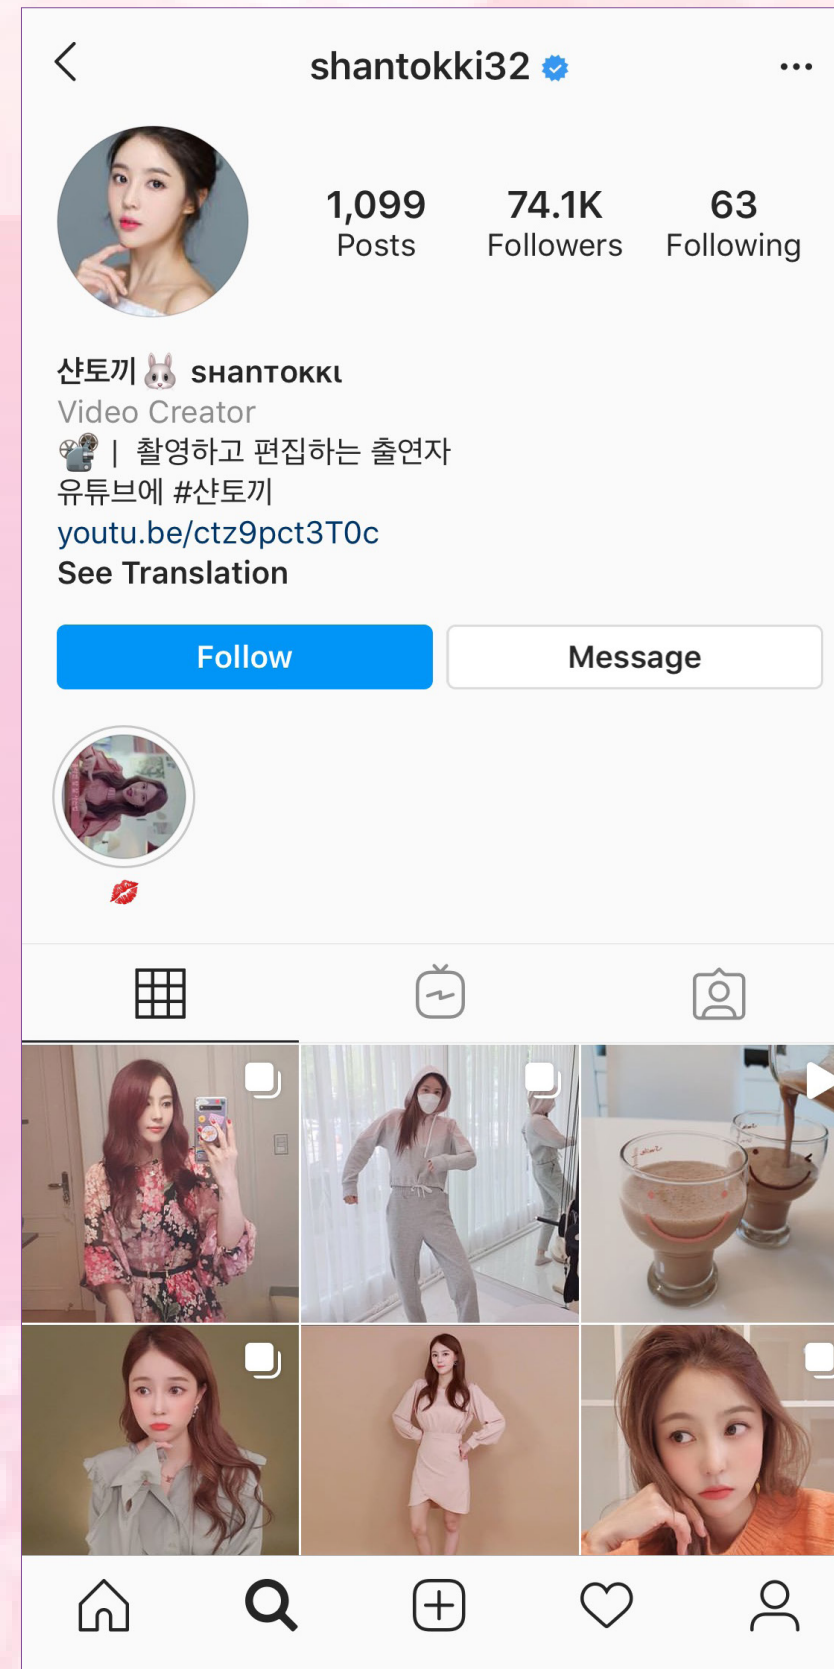 shantokki32
1,099 74.1K 63
Posts Followers Following
샨토끼🐰 sнanтoĸĸι
Video Creator
📽 | 촬영하고 편집하는 출연자
유튜브에 #샨토끼
youtu.be/ctz9pct3T0c
See Translation
Follow Message
💋